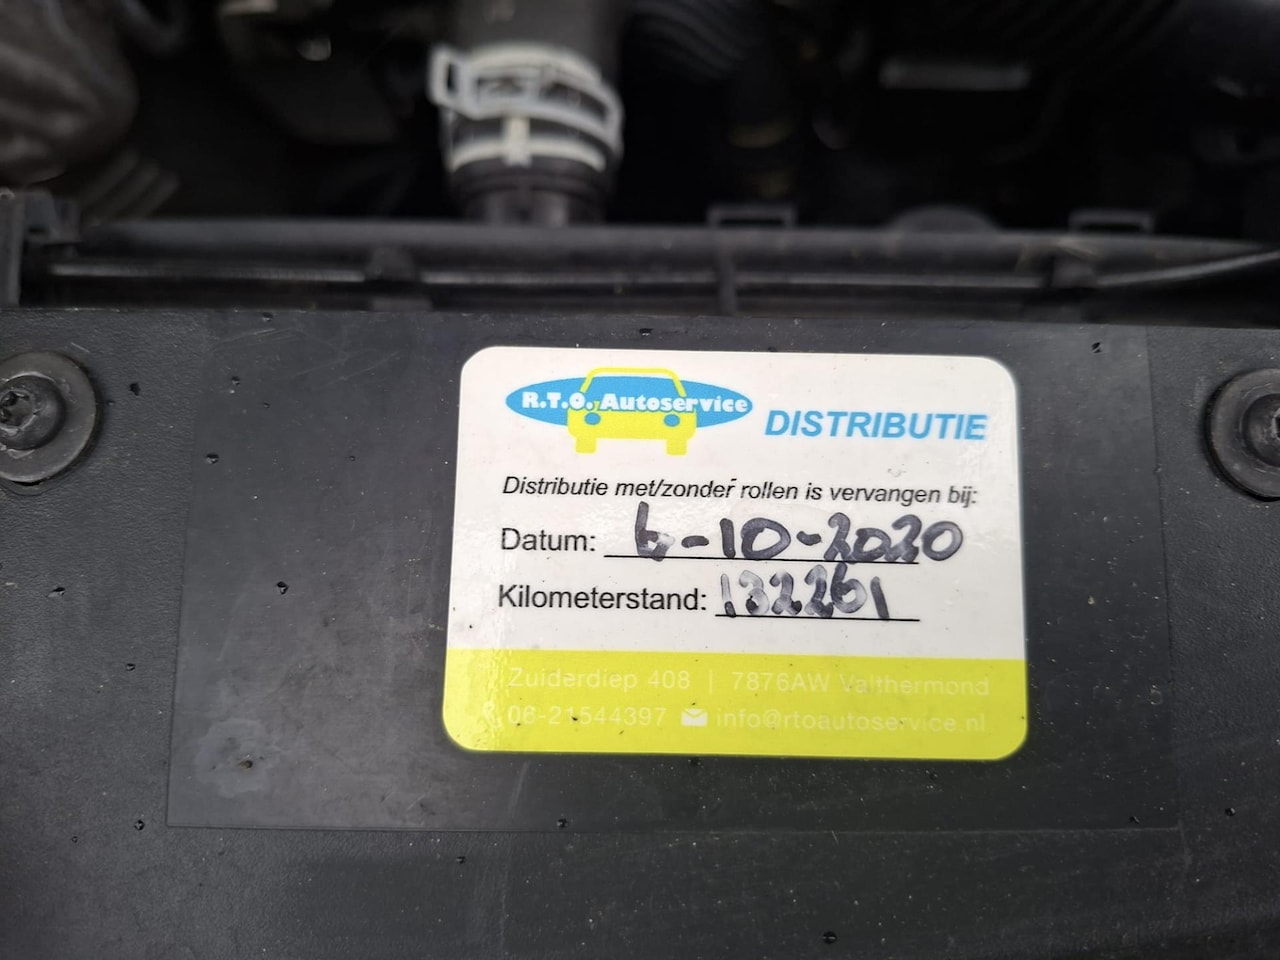 R.T.O. Autoservice
DISTRIBUTIE
Distributie met/zonder rollen is vervangen bij:
Datum: 6-10-2020
Kilometerstand: 132261
Zuiderdiep 408 | 7876AW Valthermond
06-21544397 info@rtoautoservice.nl